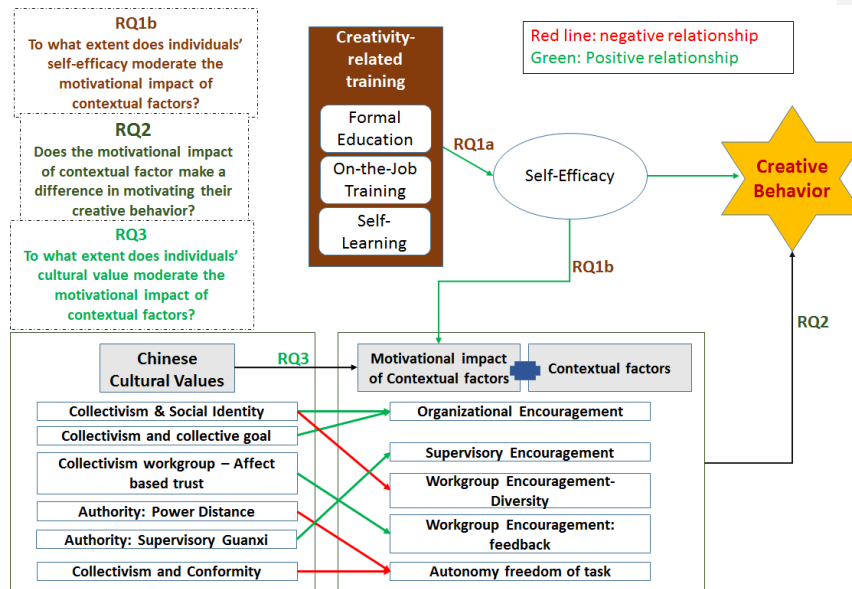 RQ1b
To what extent does individuals'
self-efficacy moderate the
motivational impact of
contextual factors?
RQ2
Does the motivational impact
of contextual factor make a
difference in motivating their
creative behavior?
RQ3
To what extent does individuals'
cultural value moderate the
motivational impact of
contextual factors?
Creativity-
related
training
Formal
Education
On-the-Job
Training
Self-
Learning
Red line: negative relationship
Green: Positive relationship
RQ1a
Self-Efficacy
Creative
Behavior
RQ1b
RQ2
Chinese
Cultural Values
RQ3
Motivational impact
of Contextual factors
Contextual factors
Collectivism & Social Identity
Collectivism and collective goal
Collectivism workgroup – Affect
based trust
Authority: Power Distance
Authority: Supervisory Guanxi
Collectivism and Conformity
Organizational Encouragement
Supervisory Encouragement
Workgroup Encouragement-
Diversity
Workgroup Encouragement:
feedback
Autonomy freedom of task